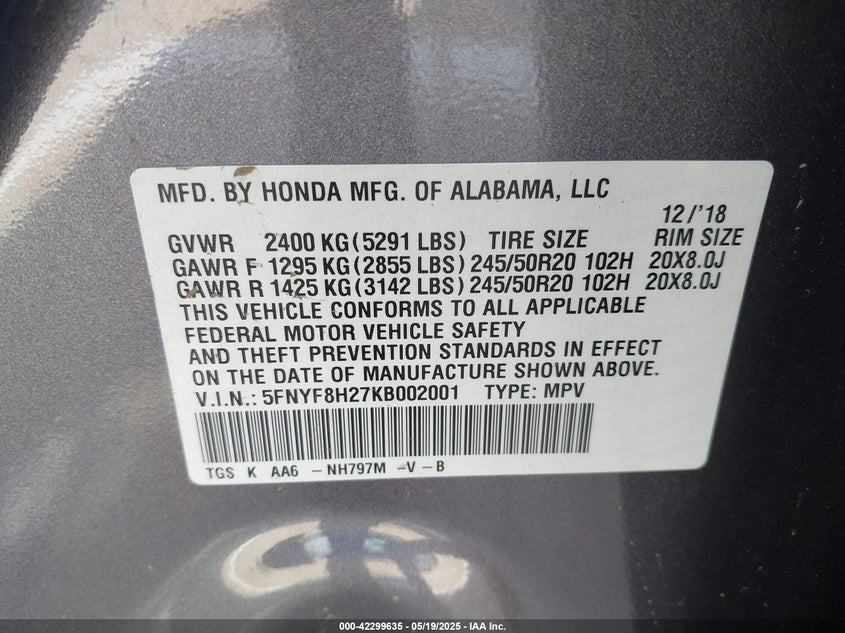 MFD. BY HONDA MFG. OF ALABAMA, LLC
12/'18
GVWR 2400 KG(5291 LBS) TIRE SIZE RIM SIZE
GAWR F 1295 KG(2855 LBS) 245/50R20 102H 20X8.0J
GAWR R 1425 KG(3142 LBS) 245/50R20 102H 20X8.0J
THIS VEHICLE CONFORMS TO ALL APPLICABLE
FEDERAL MOTOR VEHICLE SAFETY
AND THEFT PREVENTION STANDARDS IN EFFECT
ON THE DATE OF MANUFACTURE SHOWN ABOVE.
V.I.N.: 5FNYF8H27KB002001 TYPE: MPV
TGS K AA6 -NH797M -V-B
000-42299635 - 05/19/2025 - IAA Inc.